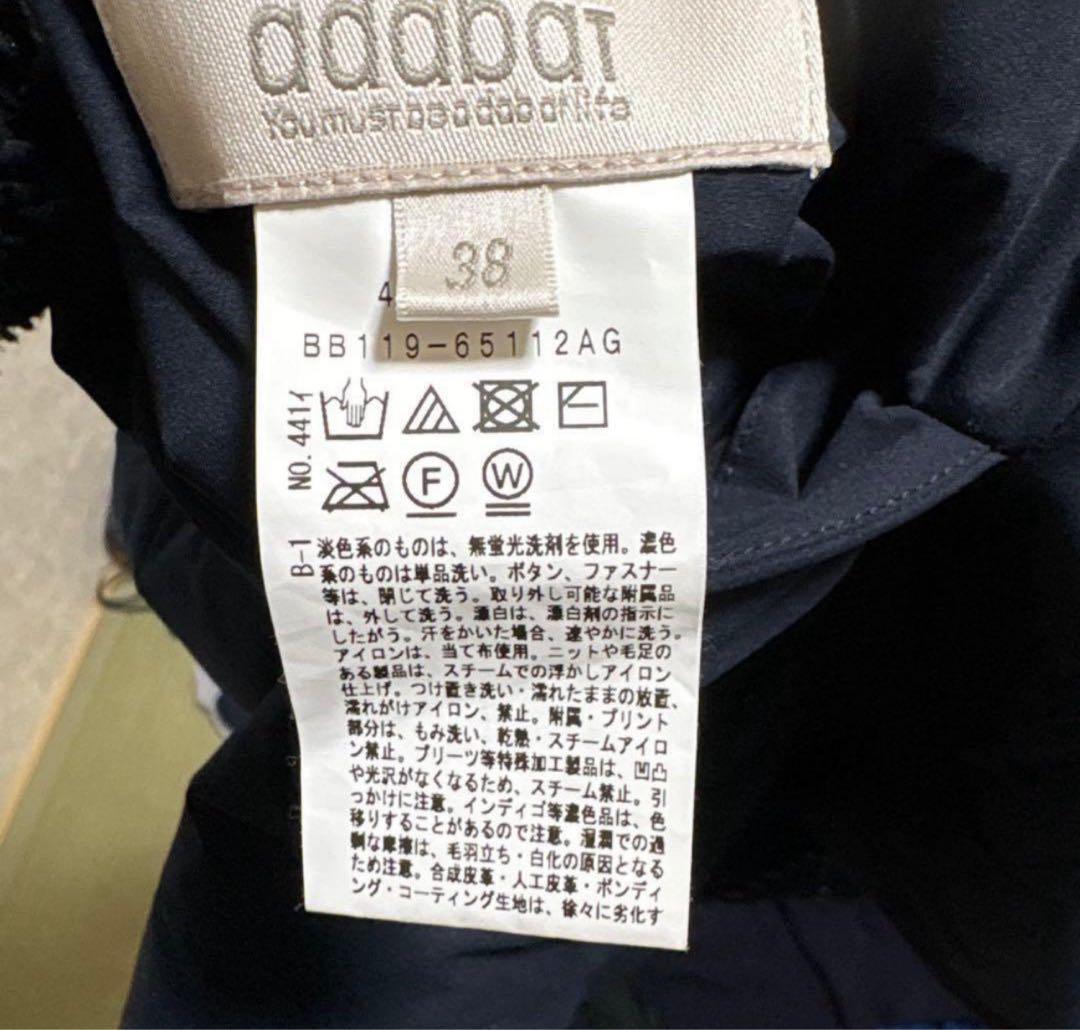 adabat
You must be adabat life
38
4
BB119-65112AG
NO. 441イ
F
W
B-1
淡色系のものは、無蛍光洗剤を使用。濃色
系のものは単品洗い。ボタン、ファスナー
等は、閉じて洗う。取り外し可能な附属品
は、外して洗う。漂白は、漂白剤の指示に
したがう。汗をかいた場合、速やかに洗う。
アイロンは、当て布使用。ニットや毛足の
ある製品は、スチームでの浮かしアイロン
仕上げ。つけ置き洗い・濡れたままの放置、
濡れがけアイロン、禁止。附属・プリント
部分は、もみ洗い、乾熱・スチームアイロ
ン禁止。プリーツ等特殊加工製品は、凹凸
や光沢がなくなるため、スチーム禁止。引
っかけに注意。インディゴ等濃色品は、色
移りすることがあるので注意。湿潤での過
剰な摩擦は、毛羽立ち・白化の原因となる
ため注意。合成皮革・人工皮革・ボンディ
ング・コーティング生地は、徐々に劣化す